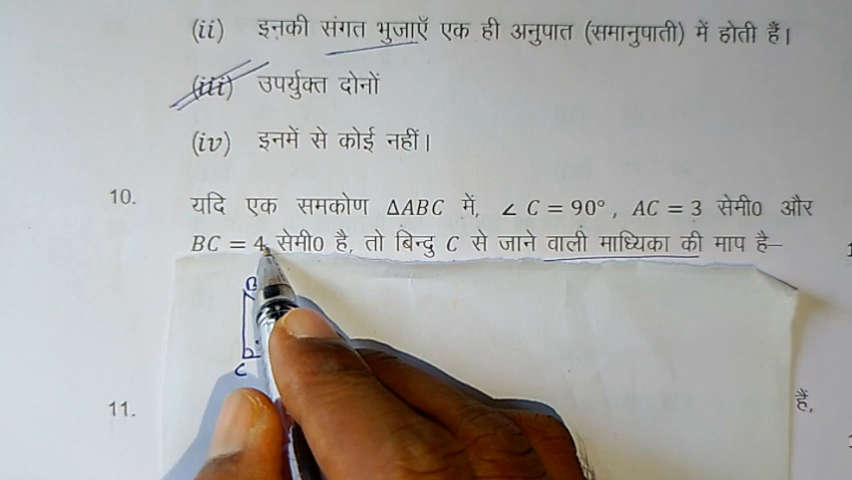 (ii) इनकी संगत भुजाएँ एक ही अनुपात (समानुपाती) में होती हैं।
(iii) उपर्युक्त दोनों
(iv) इनमें से कोई नहीं।
10. यदि एक समकोण ΔABC में, ∠ C = 90°, AC = 3 सेमी0 और
BC = 4 सेमी0 है, तो बिन्दु C से जाने वाली माध्यिका की माप है–
C
11. हैं,